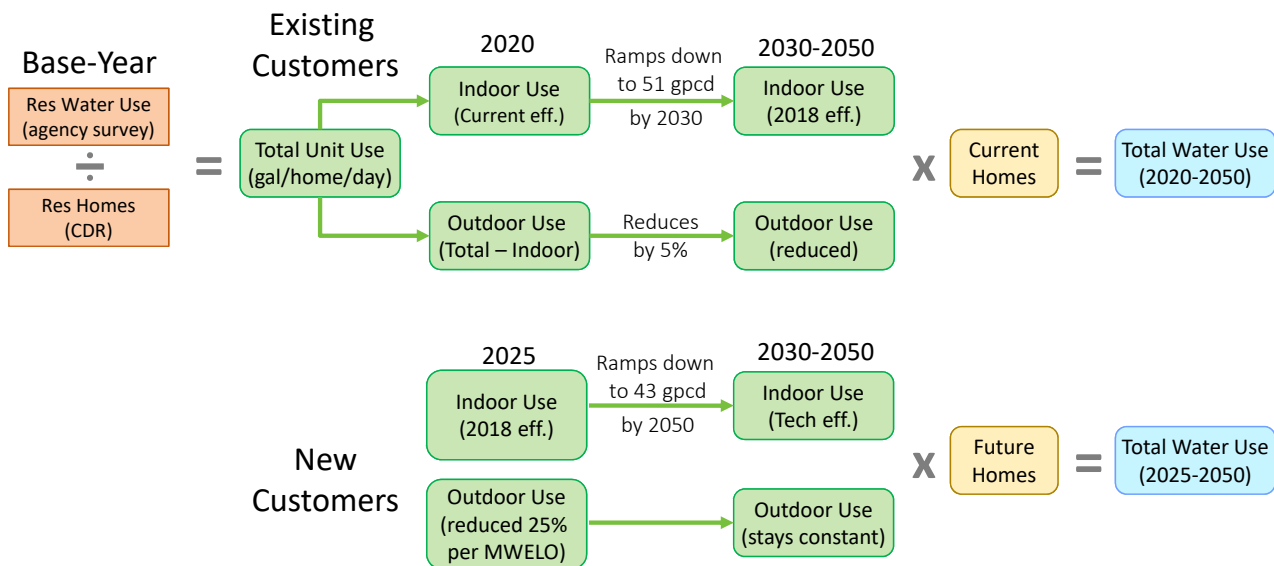 Base-Year
Res Water Use
(agency survey)
÷
Res Homes
(CDR)
=
Existing
Customers
Total Unit Use
(gal/home/day)
2020
Indoor Use
(Current eff.)
Ramps down
to 51 gpcd
by 2030
2030-2050
Indoor Use
(2018 eff.)
Outdoor Use
(Total – Indoor)
Reduces
by 5%
Outdoor Use
(reduced)
x
Current
Homes
=
Total Water Use
(2020-2050)
New
Customers
2025
Indoor Use
(2018 eff.)
Ramps down
to 43 gpcd
by 2050
2030-2050
Indoor Use
(Tech eff.)
Outdoor Use
(reduced 25%
per MWELO)
Outdoor Use
(stays constant)
x
Future
Homes
=
Total Water Use
(2025-2050)